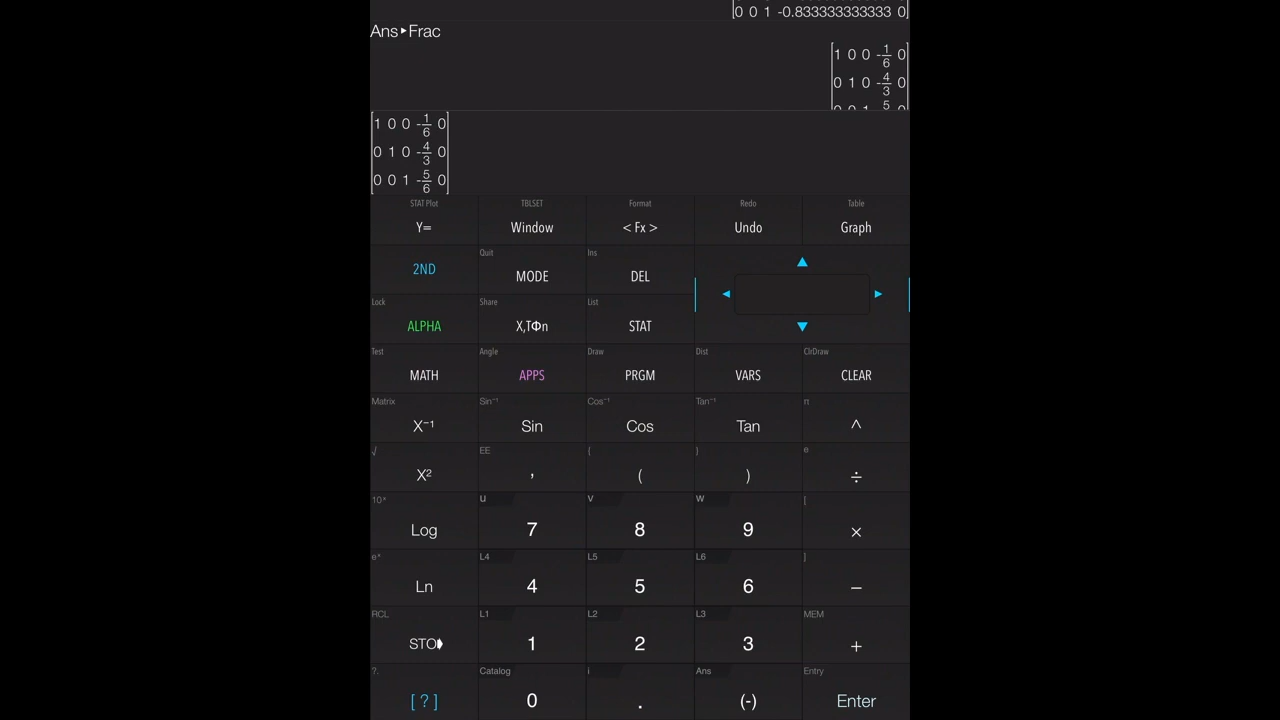 0 0 1 -0.833333333333 0
Ans▸Frac
1 0 0 -1/6 0
0 1 0 -4/3 0
0 0 1 5
1 0 0 -1/6 0
0 1 0 -4/3 0
0 0 1 -5/6 0
STAT Plot TBLSET Format Redo Table
Y= Window < Fx > Undo Graph
Quit Ins
2ND MODE DEL
Lock Share List
ALPHA X,TΦn STAT
Test Angle Draw Dist ClrDraw
MATH APPS PRGM VARS CLEAR
Matrix Sin⁻¹ Cos⁻¹ Tan⁻¹ π
X⁻¹ Sin Cos Tan ^
√ EE { } e
X² , ( ) ÷
10ˣ u v w [
Log 7 8 9 ×
eˣ L4 L5 L6 ]
Ln 4 5 6 −
RCL L1 L2 L3 MEM
STO 1 2 3 +
?. Catalog i Ans Entry
[ ? ] 0 . (-) Enter